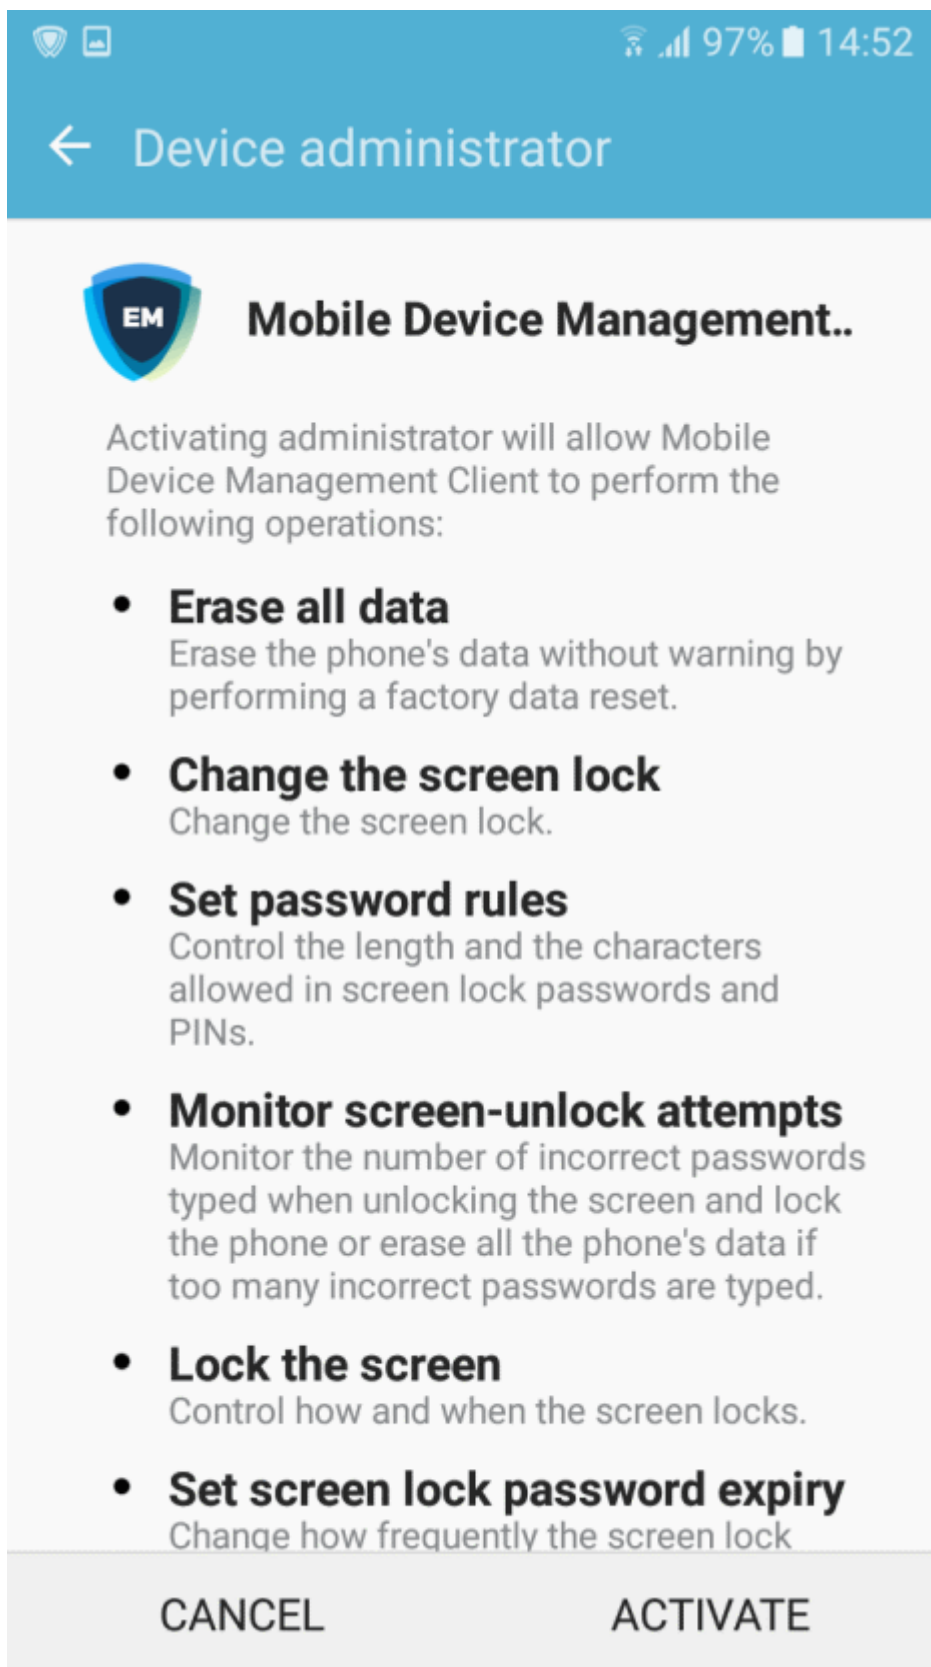 97% 14:52
Device administrator
EM
Mobile Device Management..
Activating administrator will allow Mobile
Device Management Client to perform the
following operations:
• Erase all data
Erase the phone's data without warning by
performing a factory data reset.
• Change the screen lock
Change the screen lock.
• Set password rules
Control the length and the characters
allowed in screen lock passwords and
PINs.
• Monitor screen-unlock attempts
Monitor the number of incorrect passwords
typed when unlocking the screen and lock
the phone or erase all the phone's data if
too many incorrect passwords are typed.
• Lock the screen
Control how and when the screen locks.
• Set screen lock password expiry
Change how frequently the screen lock
CANCEL
ACTIVATE